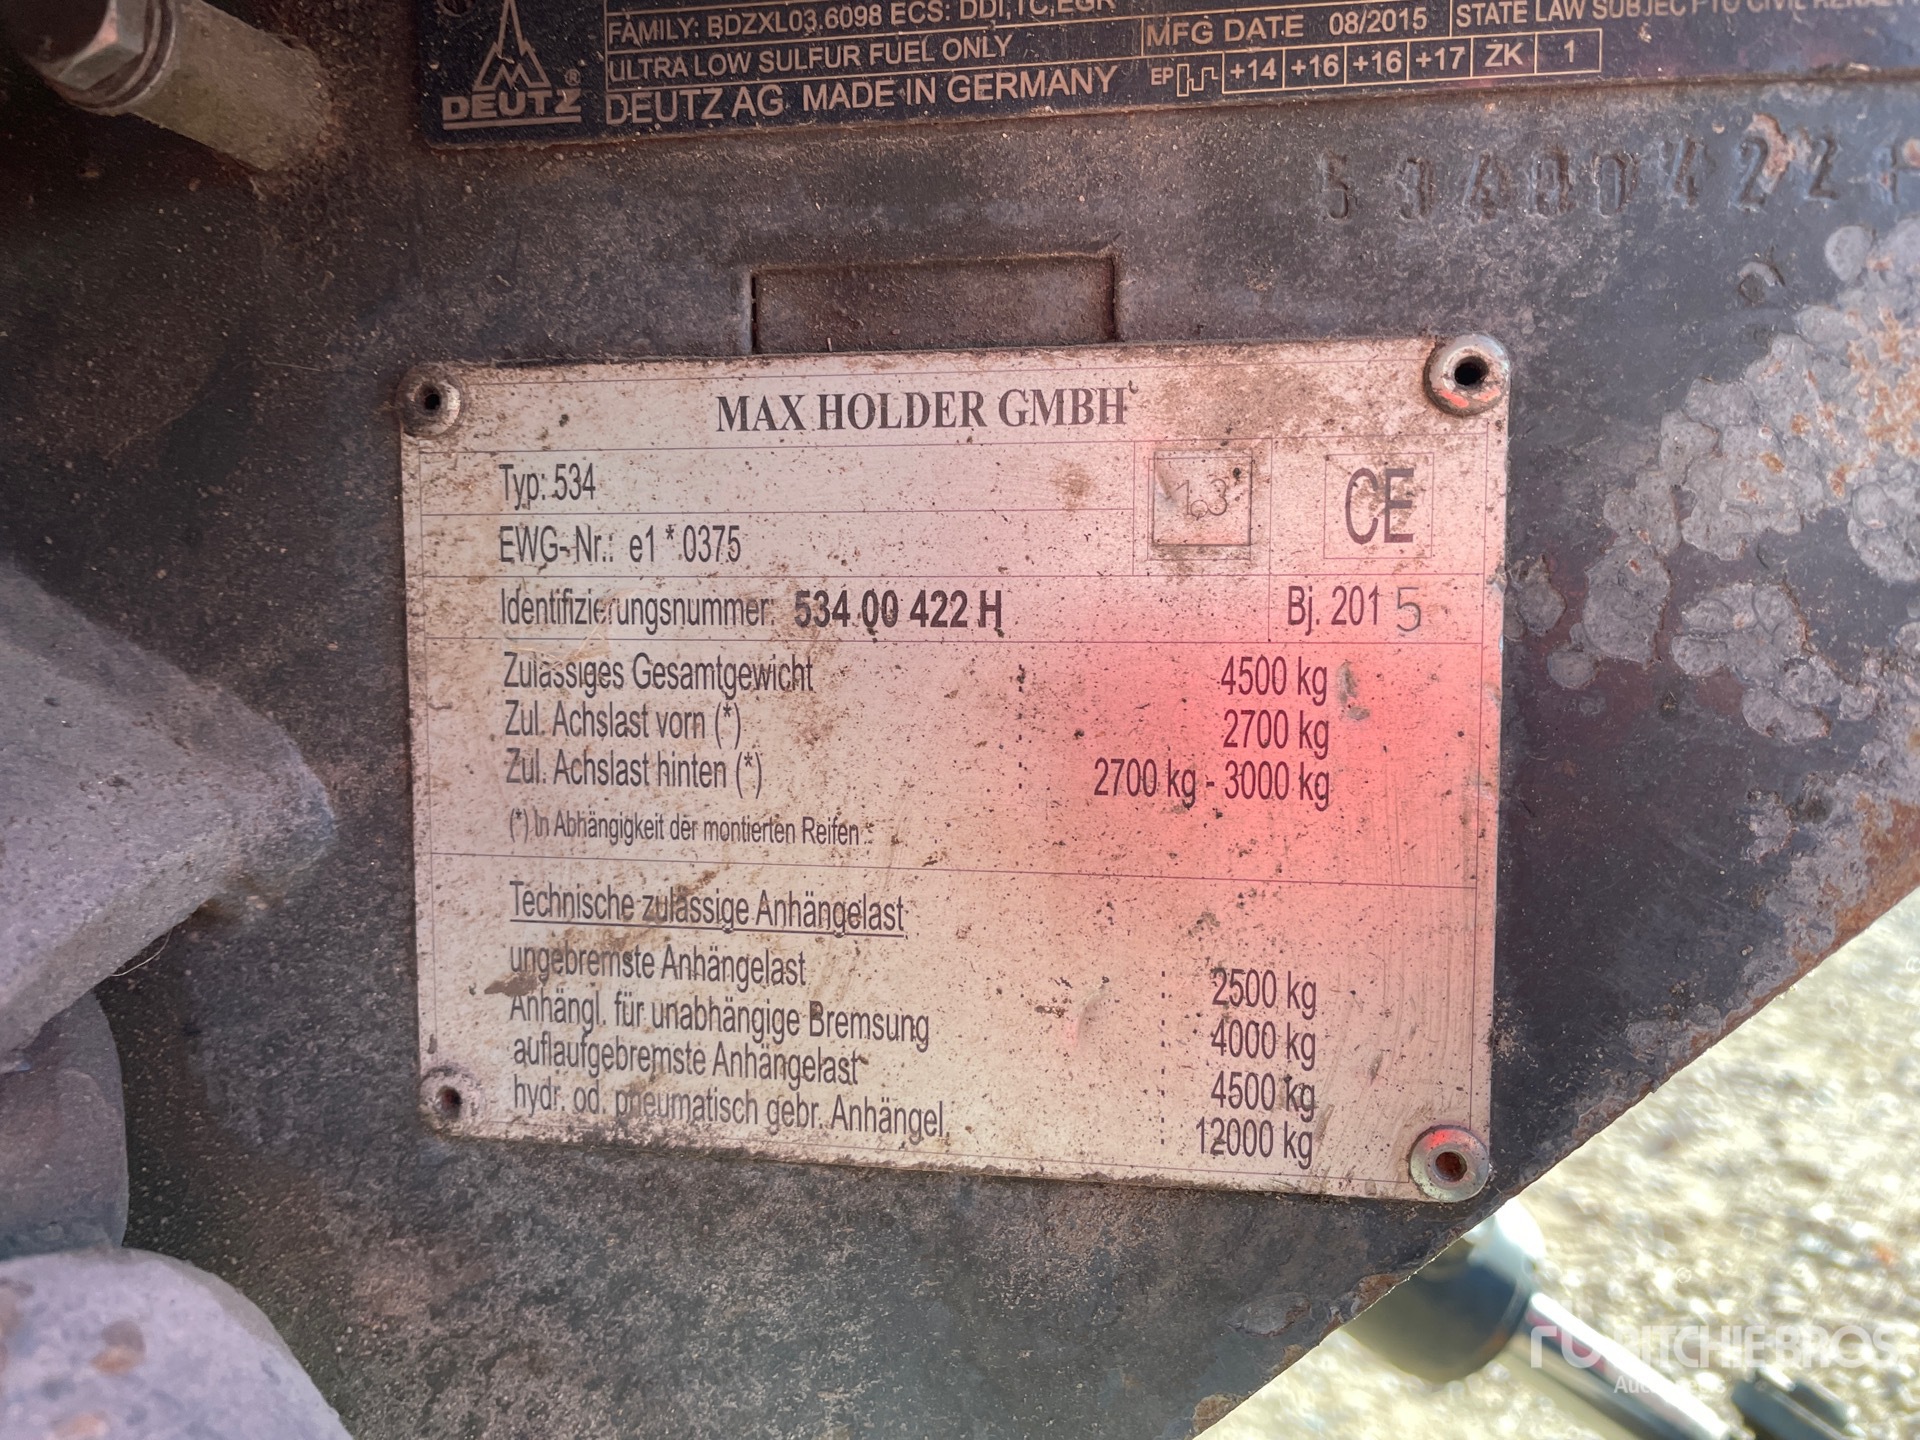 FAMILY: BDZXL03.6098 ECS: DDI,TC,EGR
ULTRA LOW SULFUR FUEL ONLY
MFG DATE 08/2015
STATE LAW SUBJECT TO CIVIL
DEUTZ
DEUTZ AG MADE IN GERMANY
EP +14 +16 +16 +17 ZK 1
MAX HOLDER GMBH
Typ: 534
EWG-Nr.: e1 * 0375
CE
Identifizierungsnummer: 534 00 422 H
Bj. 2015
Zulässiges Gesamtgewicht : 4500 kg
Zul. Achslast vorn (*) : 2700 kg
Zul. Achslast hinten (*) : 2700 kg - 3000 kg
(*) In Abhängigkeit der montierten Reifen
Technische zulässige Anhängelast
ungebremste Anhängelast : 2500 kg
Anhängl. für unabhängige Bremsung : 4000 kg
auflaufgebremste Anhängelast : 4500 kg
hydr. od. pneumatisch gebr. Anhängel. : 12000 kg
RITCHIE BROS